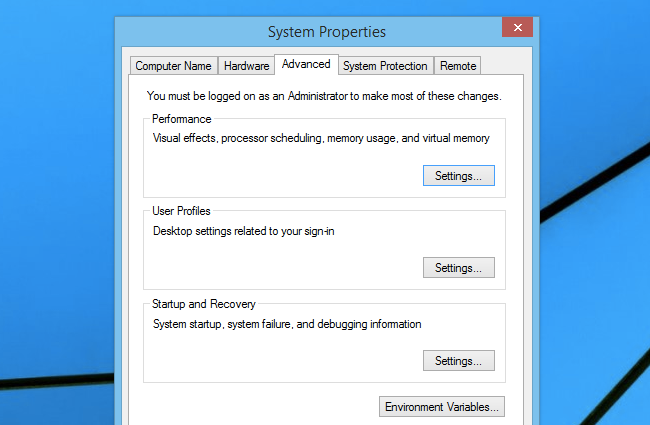 System Properties
Computer Name Hardware Advanced System Protection Remote
You must be logged on as an Administrator to make most of these changes.
Performance
Visual effects, processor scheduling, memory usage, and virtual memory
Settings...
User Profiles
Desktop settings related to your sign-in
Settings...
Startup and Recovery
System startup, system failure, and debugging information
Settings...
Environment Variables...